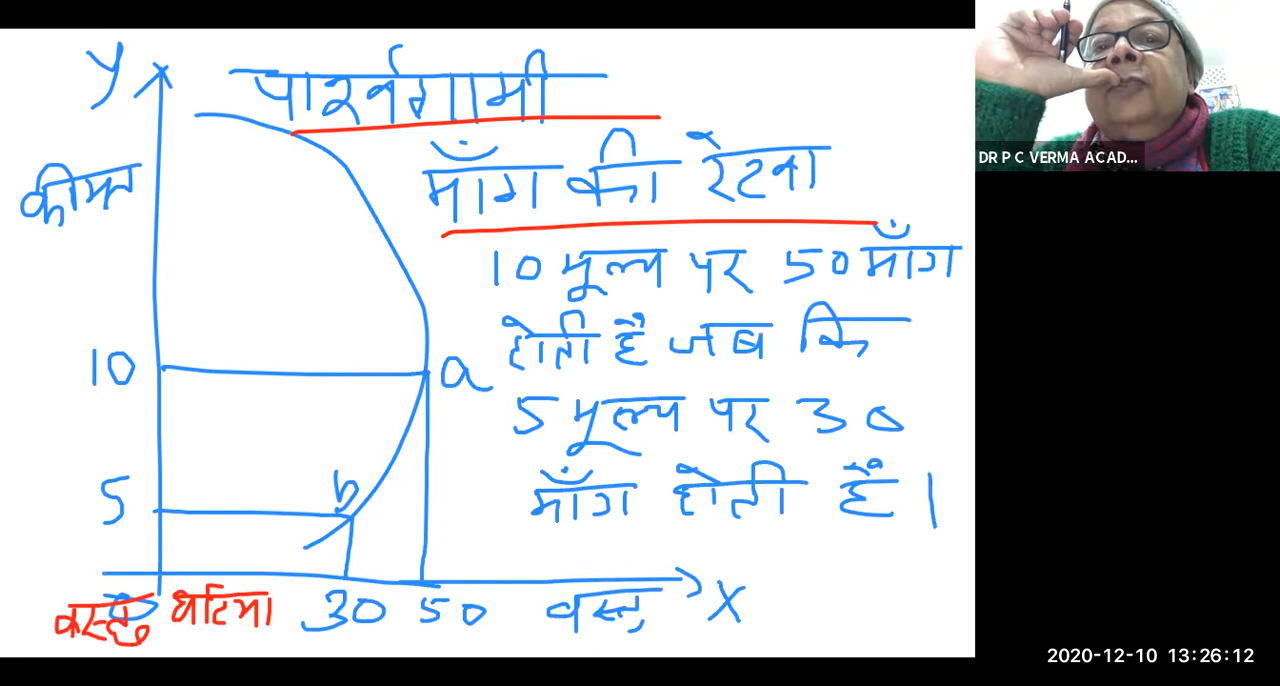 y
पार्श्वगामी
माँग की रेखा
कीमत
10 मूल्य पर 50 माँग
होती है जब कि
10 a
5 मूल्य पर 30
b
5 माँग होती है।
वस्तु घटिया 30 50 वस्तु X
DR P C VERMA ACAD...
2020-12-10 13:26:12